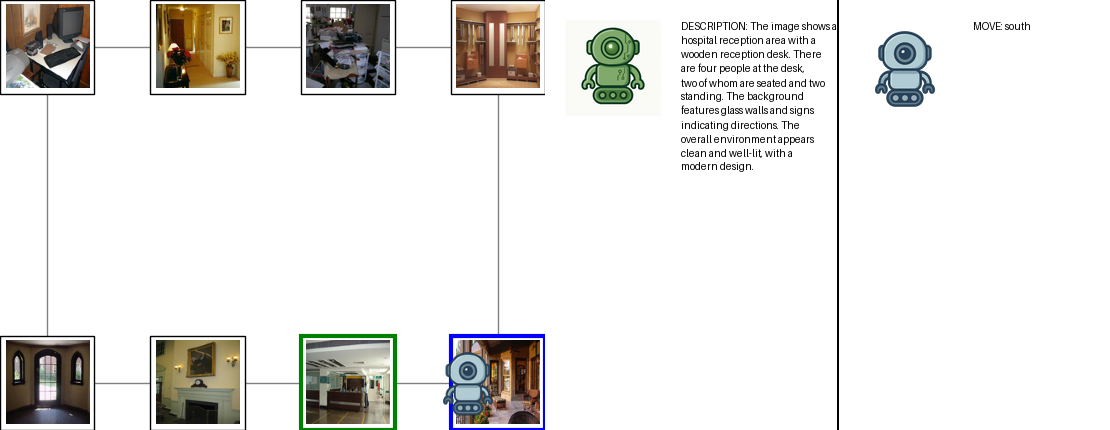 DESCRIPTION: The image shows a
hospital reception area with a
wooden reception desk. There
are four people at the desk,
two of whom are seated and two
standing. The background
features glass walls and signs
indicating directions. The
overall environment appears
clean and well-lit, with a
modern design.
MOVE: south